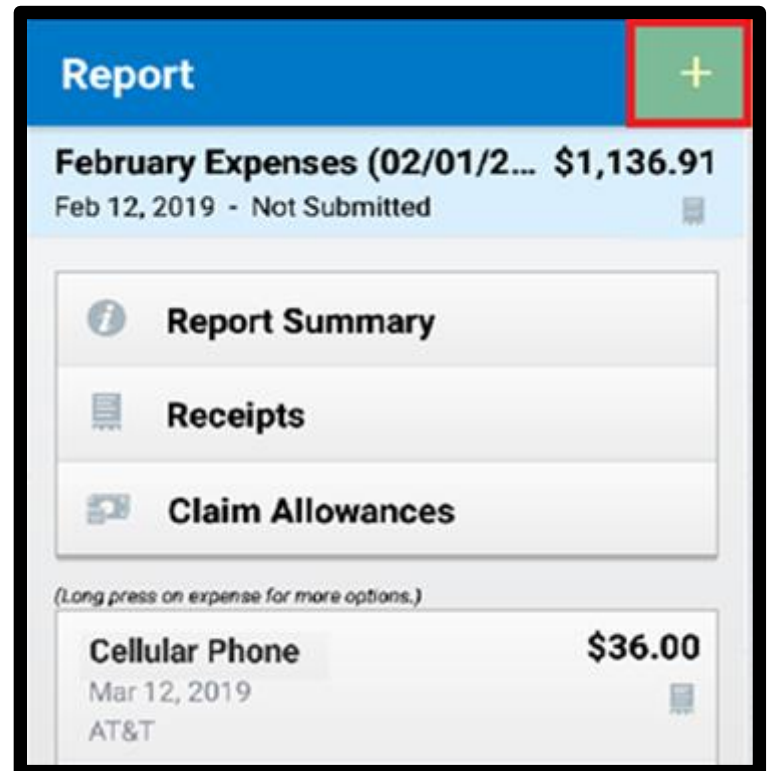 Report +
February Expenses (02/01/2... $1,136.91
Feb 12, 2019 - Not Submitted
Report Summary
Receipts
Claim Allowances
(Long press on expense for more options.)
Cellular Phone $36.00
Mar 12, 2019
AT&T